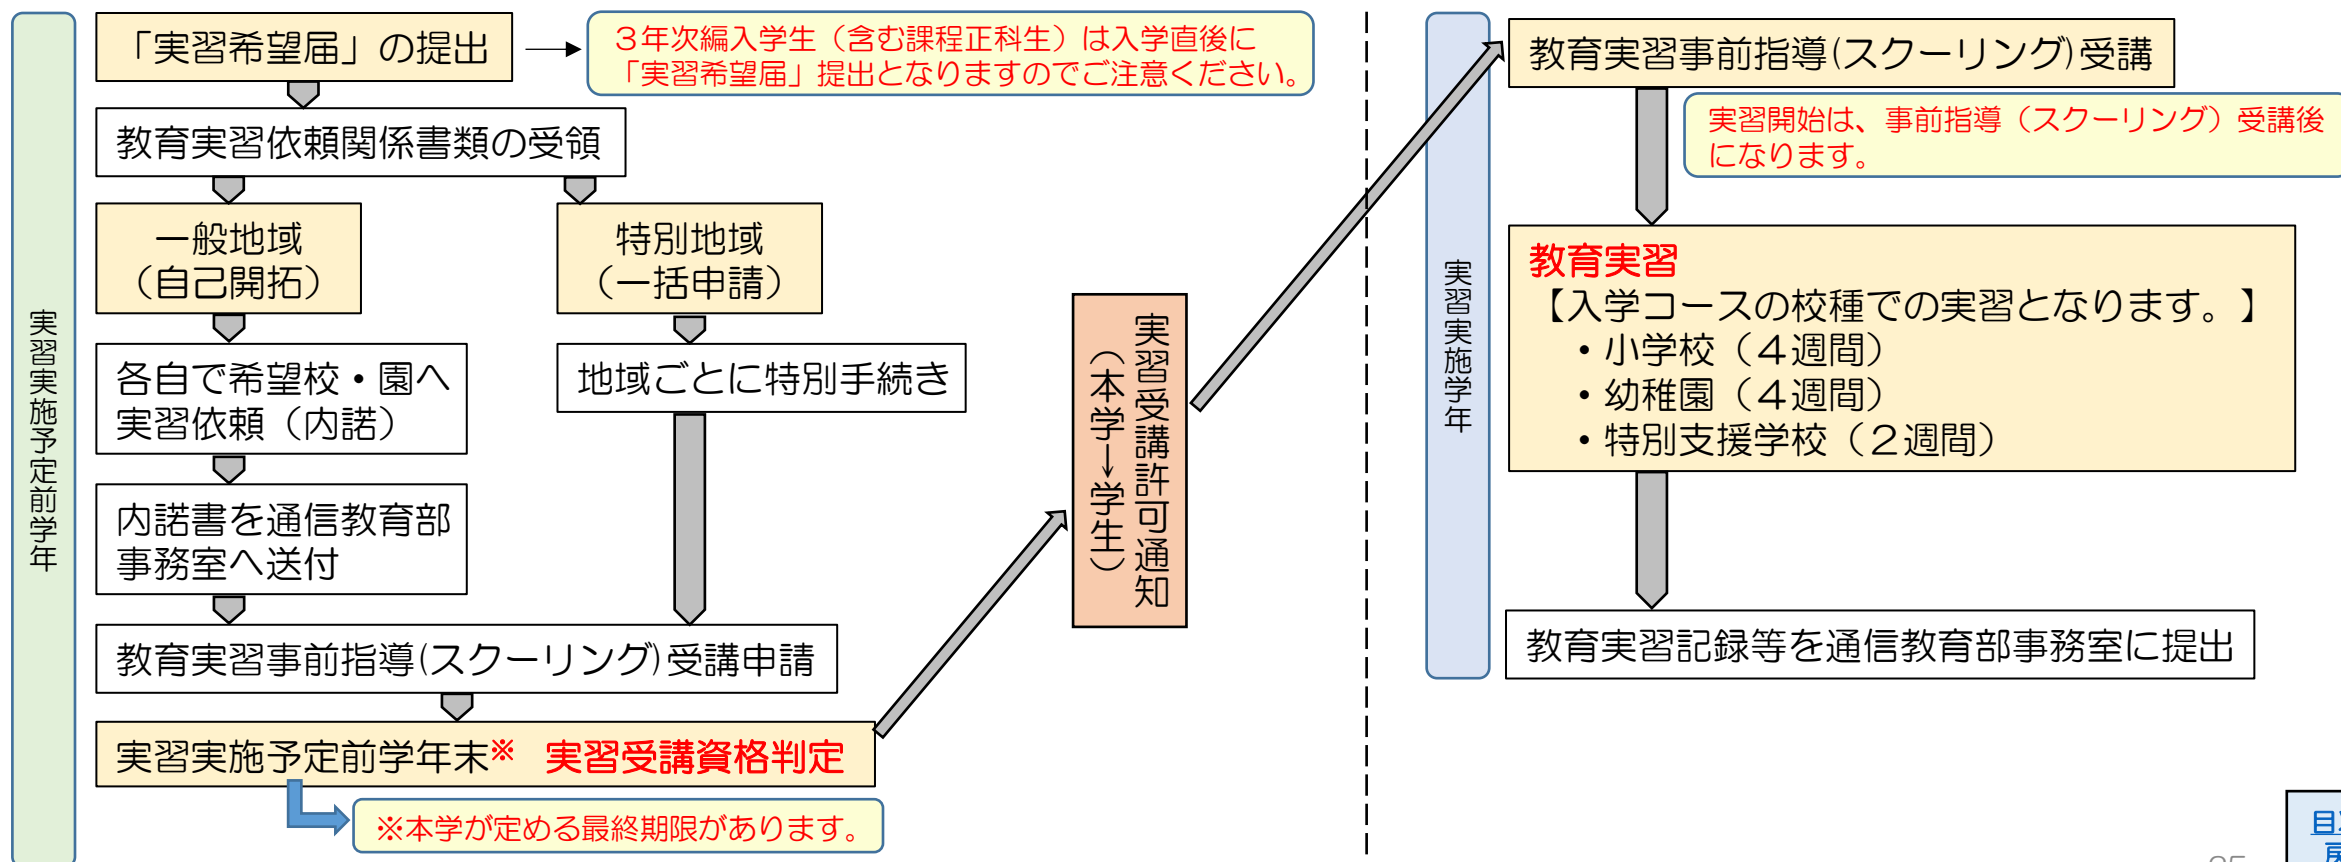 実習実施予定前学年
「実習希望届」の提出
3年次編入学生（含む課程正科生）は入学直後に
「実習希望届」提出となりますのでご注意ください。
教育実習依頼関係書類の受領
一般地域
（自己開拓）
特別地域
（一括申請）
各自で希望校・園へ
実習依頼（内諾）
地域ごとに特別手続き
内諾書を通信教育部
事務室へ送付
教育実習事前指導(スクーリング)受講申請
実習実施予定前学年末※　実習受講資格判定
※本学が定める最終期限があります。
実習受講許可通知
（本学→学生）
実習実施学年
教育実習事前指導(スクーリング)受講
実習開始は、事前指導（スクーリング）受講後
になります。
教育実習
【入学コースの校種での実習となります。】
・小学校（4週間）
・幼稚園（4週間）
・特別支援学校（2週間）
教育実習記録等を通信教育部事務室に提出